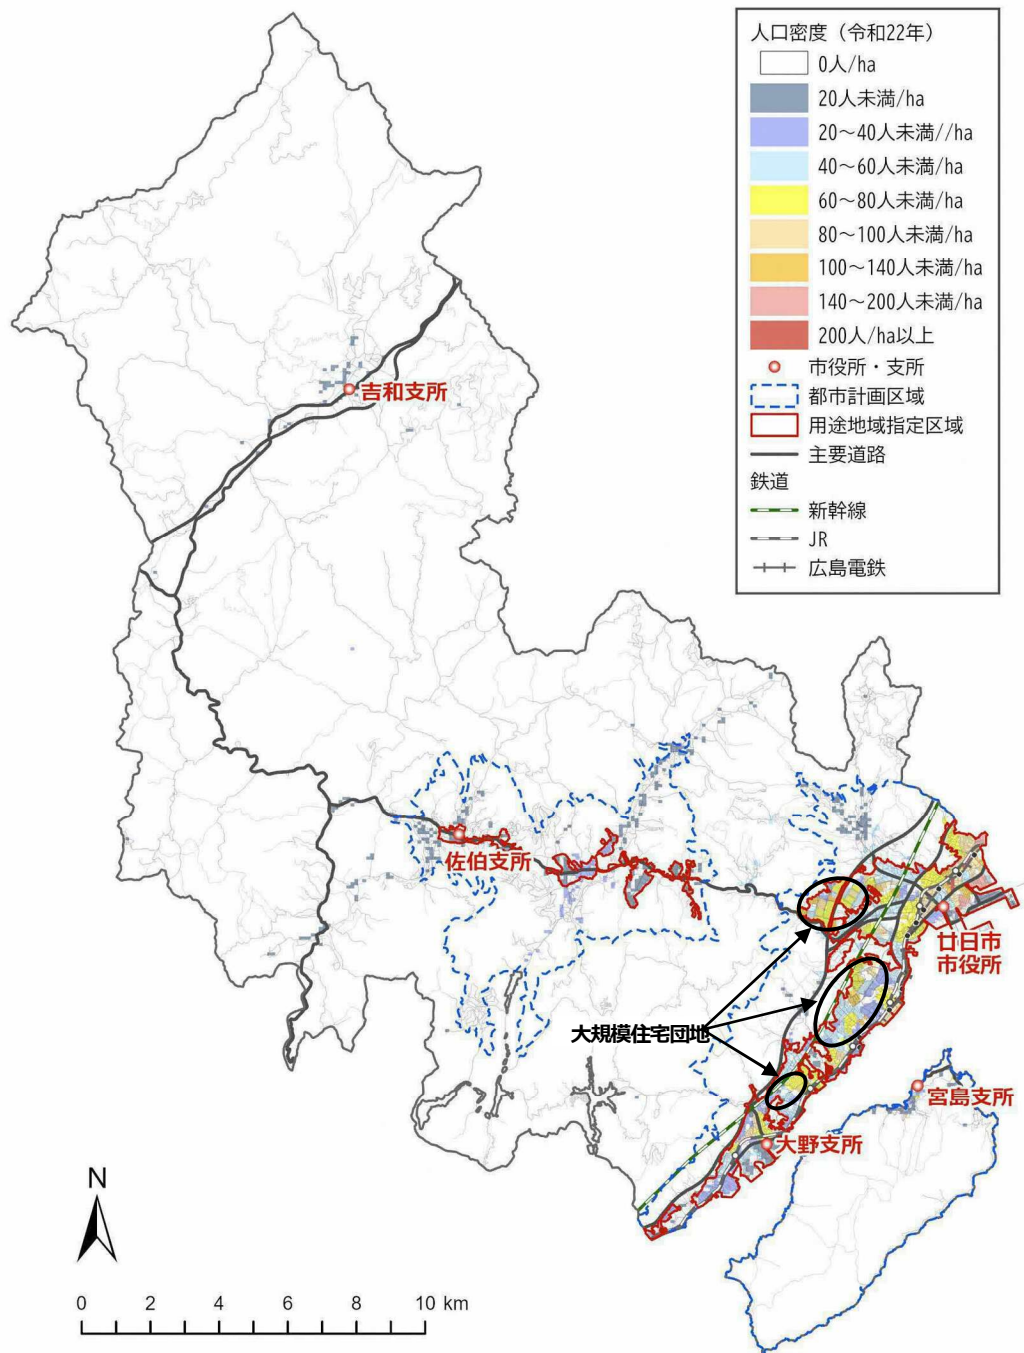 人口密度（令和22年）
0人/ha
20人未満/ha
20～40人未満//ha
40～60人未満/ha
60～80人未満/ha
80～100人未満/ha
100～140人未満/ha
140～200人未満/ha
200人/ha以上
市役所・支所
都市計画区域
用途地域指定区域
主要道路
鉄道
新幹線
JR
広島電鉄
吉和支所
佐伯支所
廿日市
市役所
大規模住宅団地
宮島支所
大野支所
N
0 2 4 6 8 10 km